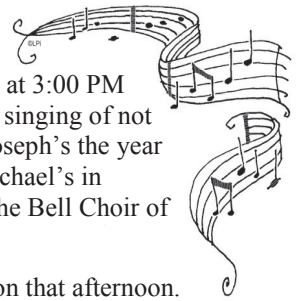 ©LPi
at 3:00 PM
singing of not
oseph's the year
chael's in
he Bell Choir of
on that afternoon.